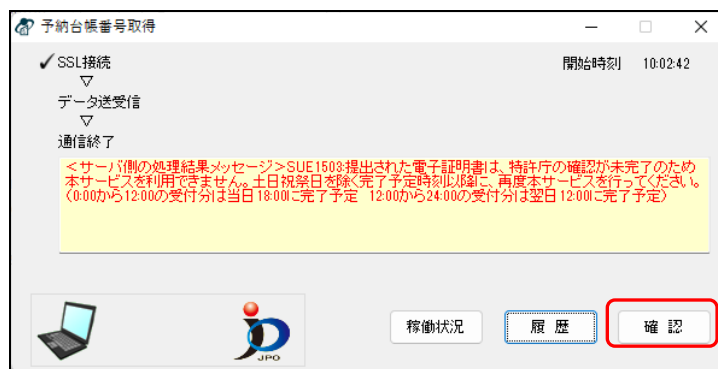 予納台帳番号取得
✓SSL接続
開始時刻 10:02:42
▽
データ送受信
▽
通信終了
<サーバ側の処理結果メッセージ>SUE1503:提出された電子証明書は、特許庁の確認が未完了のため
本サービスを利用できません。土日祝祭日を除く完了予定時刻以降に、再度本サービスを行ってください。
(0:00から12:00の受付分は当日18:00に完了予定 12:00から24:00の受付分は翌日12:00に完了予定)
JPO
稼働状況
履 歴
確 認